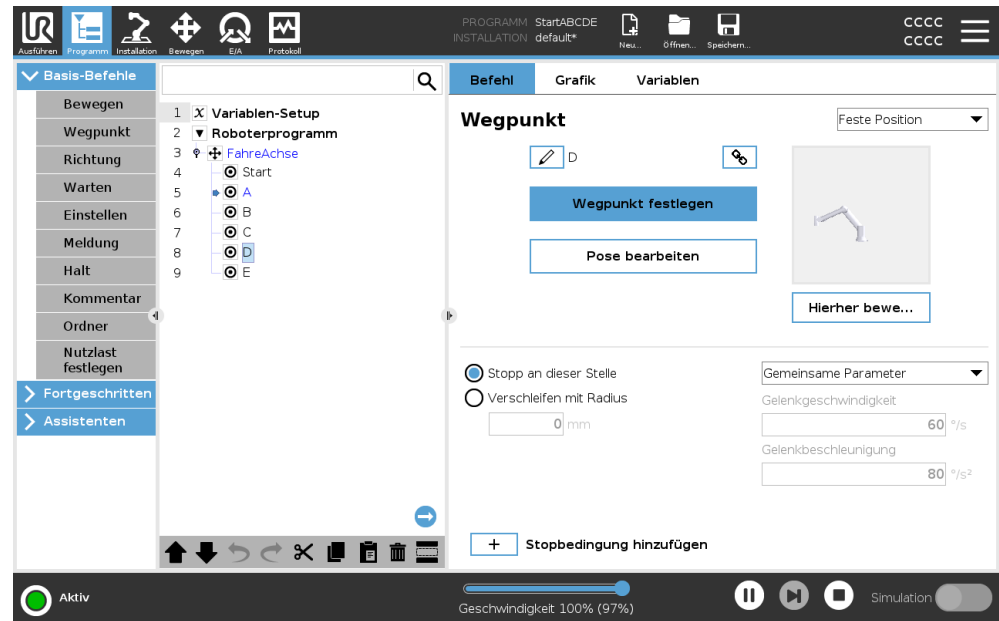 UR
Ausführen Programm Installation Bewegen E/A Protokoll
PROGRAMM StartABCDE
INSTALLATION default*
Neu... Öffnen... Speichern...
CCCC
CCCC
Basis-Befehle
Bewegen
Wegpunkt
Richtung
Warten
Einstellen
Meldung
Halt
Kommentar
Ordner
Nutzlast
festlegen
Fortgeschritten
Assistenten
1 X Variablen-Setup
2 Roboterprogramm
3 FahreAchse
4 Start
5 A
6 B
7 C
8 D
9 E
Befehl Grafik Variablen
Wegpunkt
Feste Position
D
Wegpunkt festlegen
Pose bearbeiten
Hierher bewe...
Stopp an dieser Stelle
Verschleifen mit Radius
0 mm
Gemeinsame Parameter
Gelenkgeschwindigkeit
60 °/s
Gelenkbeschleunigung
80 °/s²
+ Stopbedingung hinzufügen
Aktiv
Geschwindigkeit 100% (97%)
Simulation